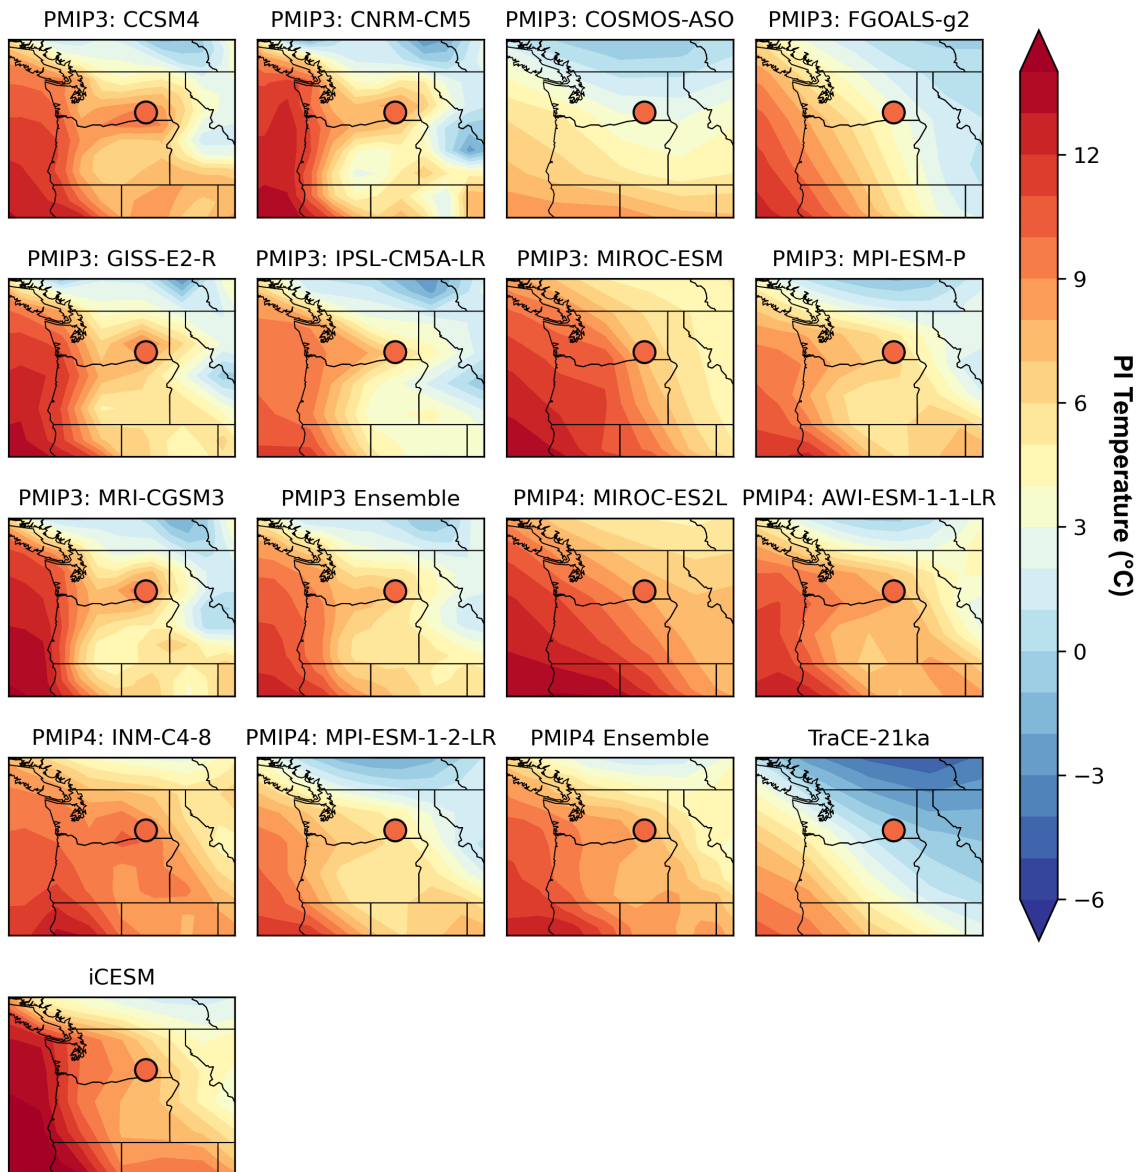 PMIP3: CCSM4
PMIP3: CNRM-CM5
PMIP3: COSMOS-ASO
PMIP3: FGOALS-g2
PMIP3: GISS-E2-R
PMIP3: IPSL-CM5A-LR
PMIP3: MIROC-ESM
PMIP3: MPI-ESM-P
PMIP3: MRI-CGSM3
PMIP3 Ensemble
PMIP4: MIROC-ES2L
PMIP4: AWI-ESM-1-1-LR
PMIP4: INM-C4-8
PMIP4: MPI-ESM-1-2-LR
PMIP4 Ensemble
TraCE-21ka
iCESM
12
9
6
3
0
−3
−6
PI Temperature (°C)